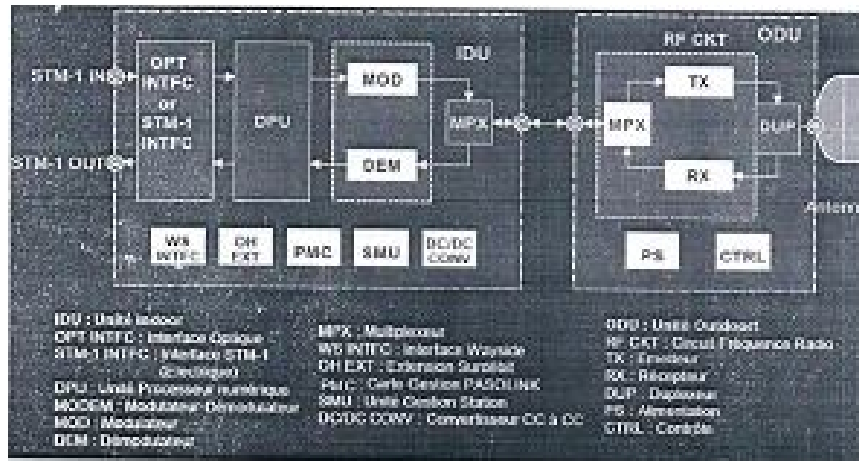 IDU
RF CKT
ODU
STM-1 IN
OPT
INTFC
or
STM-1
INTFC
DPU
MOD
MPX
MPX
TX
DUP
STM-1 OUT
DEM
RX
Antenn
WS
INTFC
OH
EXT
PMC
SMU
DC/DC
CONV
PS
CTRL
IDU : Unité Indoor
OPT INTFC : Interface Optique
STM-1 INTFC : Interface STM-1
(électrique)
DPU : Unité Processeur numérique
MODEM : Modulateur-Démodulateur
MOD : Modulateur
DEM : Démodulateur
MPX : Multiplexeur
WS INTFC : Interface Wayside
OH EXT : Extension Surdébit
PMC : Carte Gestion PASOLINK
SMU : Unité Gestion Station
DC/DC CONV : Convertisseur CC à CC
ODU : Unité Outdoor
RF CKT : Circuit Fréquence Radio
TX : Emetteur
RX : Récepteur
DUP : Duplexeur
PS : Alimentation
CTRL : Contrôle